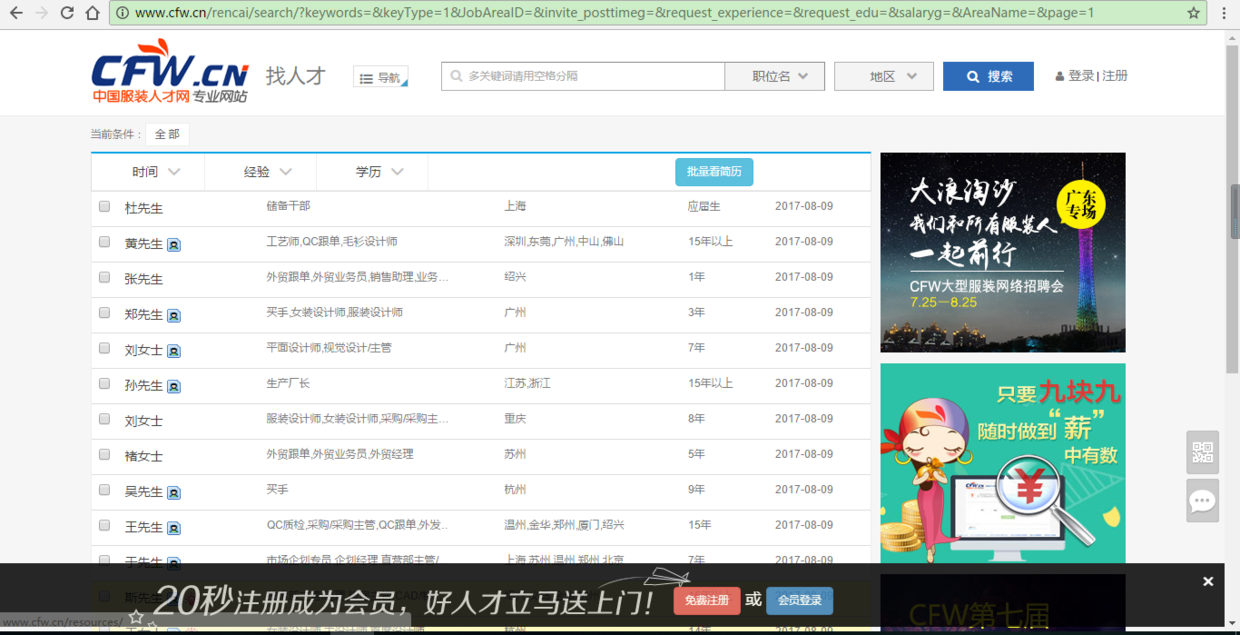 www.cfw.cn/rencai/search/?keywords=&keyType=1&JobAreaID=&invite_posttimeg=&request_experience=&request_edu=&salaryg=&AreaName=&page=1
CFW.CN
中国服装人才网 专业网站
找人才
导航
多关键词请用空格分隔
职位名
地区
搜索
登录 | 注册
当前条件：
全部
时间
经验
学历
批量看简历
杜先生 储备干部 上海 应届生 2017-08-09
黄先生 工艺师,QC跟单,毛衫设计师 深圳,东莞,广州,中山,佛山 15年以上 2017-08-09
张先生 外贸跟单,外贸业务员,销售助理,业务... 绍兴 1年 2017-08-09
郑先生 买手,女装设计师,服装设计师 广州 3年 2017-08-09
刘女士 平面设计师,视觉设计/主管 广州 7年 2017-08-09
孙先生 生产厂长 江苏,浙江 15年以上 2017-08-09
刘女士 服装设计师,女装设计师,采购/采购主... 重庆 8年 2017-08-09
褚女士 外贸跟单,外贸业务员,外贸经理 苏州 5年 2017-08-09
吴先生 买手 杭州 9年 2017-08-09
王先生 QC质检,采购/采购主管,QC跟单,外发... 温州,金华,郑州,厦门,绍兴 15年 2017-08-09
于先生 市场企划专员,企划经理,直营部主管/ 上海,苏州,温州,郑州,北京 7年 2017-08-09
大浪淘沙
我们和所有服装人
一起前行
广东
专场
CFW大型服装网络招聘会
7.25—8.25
只要九块九
随时做到“薪”
中有数
¥
20秒注册成为会员，好人才立马送上门！
免费注册
或
会员登录
×
CFW第七届
www.cfw.cn/resources/